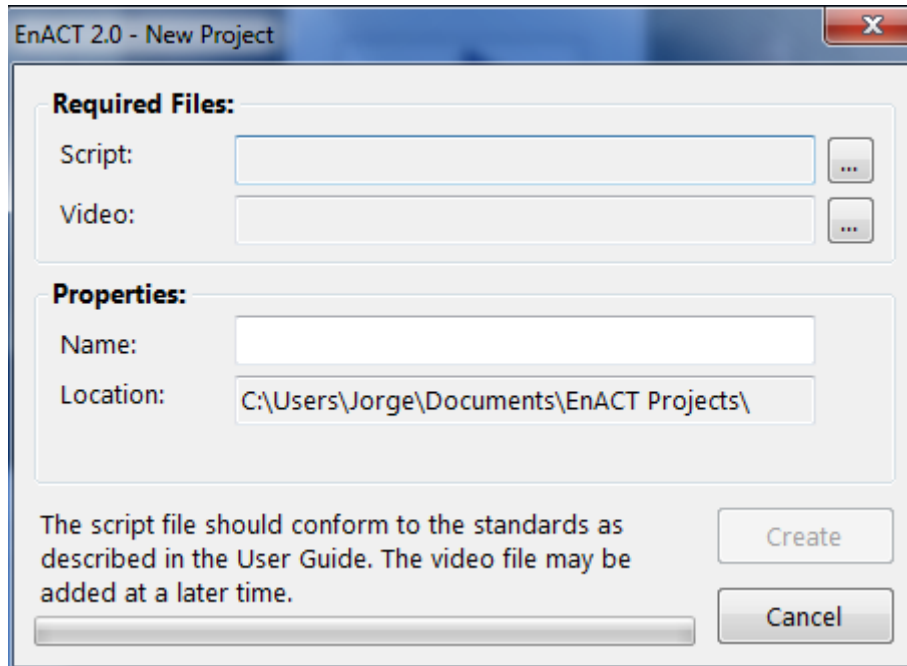 EnACT 2.0 - New Project
Required Files:
Script:
...
Video:
...
Properties:
Name:
Location:
C:\Users\Jorge\Documents\EnACT Projects\
The script file should conform to the standards as
described in the User Guide. The video file may be
added at a later time.
Create
Cancel